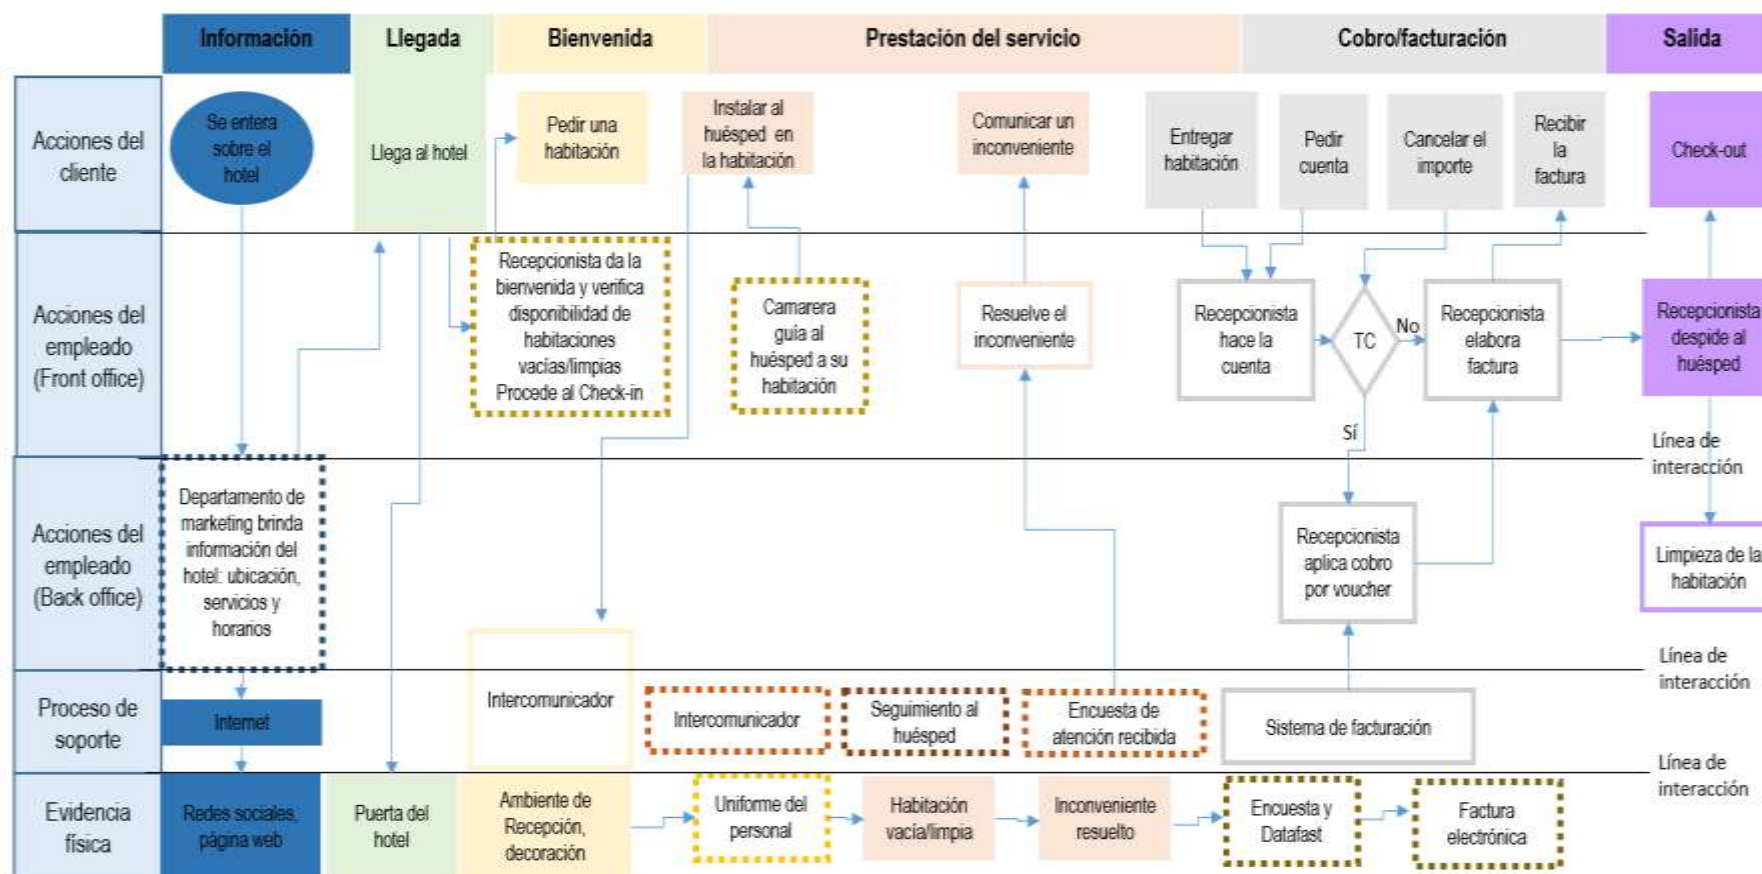 Información
Llegada
Bienvenida
Prestación del servicio
Cobro/facturación
Salida
Acciones del
cliente
Se entera
sobre el
hotel
Llega al hotel
Pedir una
habitación
Instalar al
huésped en
la habitación
Comunicar un
inconveniente
Entregar
habitación
Pedir
cuenta
Cancelar el
importe
Recibir
la
factura
Check-out
Acciones del
empleado
(Front office)
Recepcionista da la
bienvenida y verifica
disponibilidad de
habitaciones
vacías/limpias
Procede al Check-in
Camarera
guía al
huésped a su
habitación
Resuelve el
inconveniente
Recepcionista
hace la
cuenta
TC
No
Sí
Recepcionista
elabora
factura
Recepcionista
despide al
huésped
Línea de
interacción
Acciones del
empleado
(Back office)
Departamento de
marketing brinda
información del
hotel: ubicación,
servicios y
horarios
Recepcionista
aplica cobro
por voucher
Limpieza de la
habitación
Línea de
interacción
Proceso de
soporte
Internet
Intercomunicador
Intercomunicador
Seguimiento al
huésped
Encuesta de
atención recibida
Sistema de facturación
Línea de
interacción
Evidencia
física
Redes sociales,
página web
Puerta del
hotel
Ambiente de
Recepción,
decoración
Uniforme del
personal
Habitación
vacía/limpia
Inconveniente
resuelto
Encuesta y
Datafast
Factura
electrónica